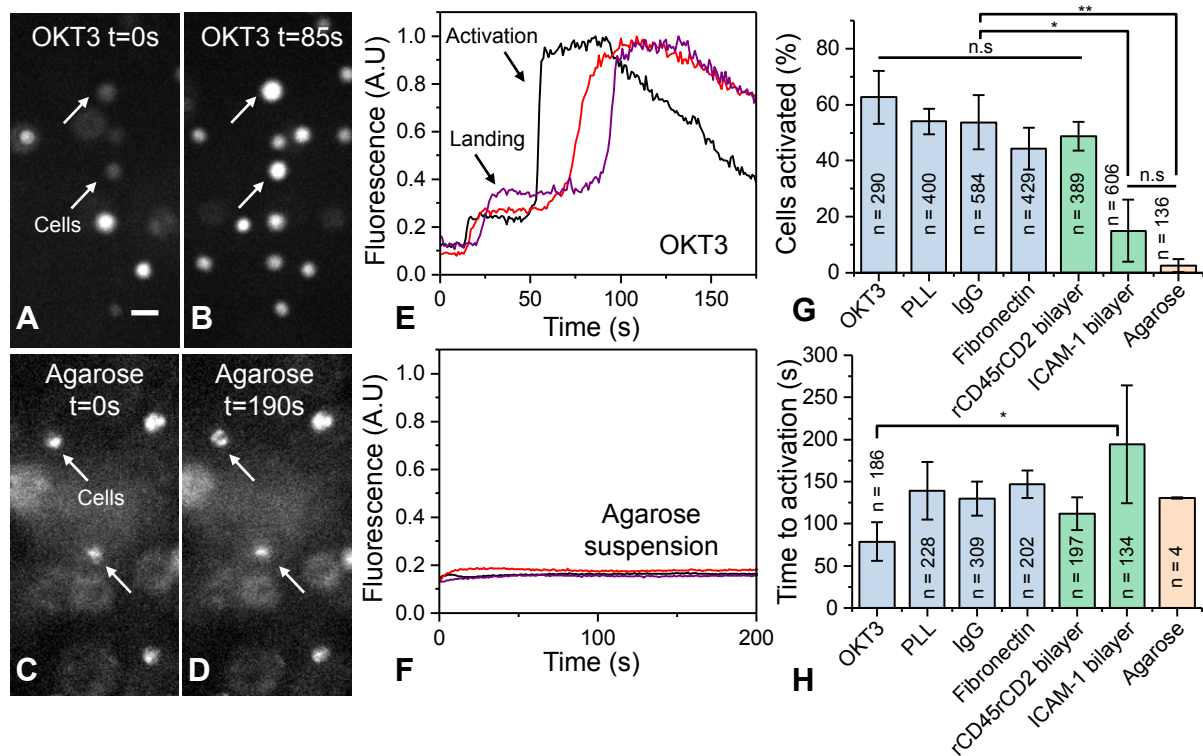 OKT3 t=0s
Cells
A
OKT3 t=85s
B
Agarose
t=0s
Cells
C
Agarose
t=190s
D
Fluorescence (A.U)
1.0
0.8
0.6
0.4
0.2
0.0
Activation
Landing
OKT3
0
50
100
150
Time (s)
E
Fluorescence (A.U)
1.0
0.8
0.6
0.4
0.2
0.0
Agarose
suspension
0
100
200
Time (s)
F
Cells activated (%)
80
60
40
20
0
**
*
n.s
n.s
n = 290
n = 400
n = 584
n = 429
n = 389
n = 606
n = 136
OKT3
PLL
IgG
Fibronectin
rCD45rCD2 bilayer
ICAM-1 bilayer
Agarose
G
Time to activation (s)
300
250
200
150
100
50
0
*
n = 186
n = 228
n = 309
n = 202
n = 197
n = 134
n = 4
OKT3
PLL
IgG
Fibronectin
rCD45rCD2 bilayer
ICAM-1 bilayer
Agarose
H